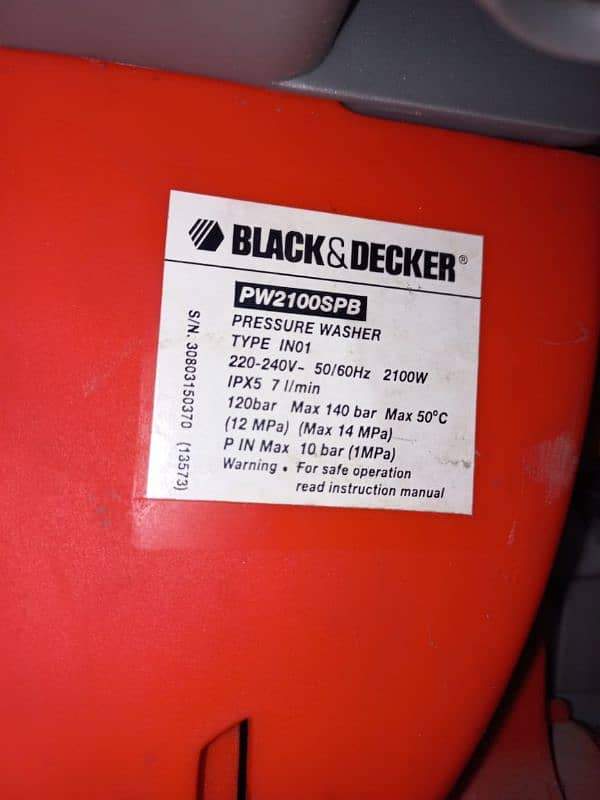 BLACK&DECKER®
PW2100SPB
PRESSURE WASHER
TYPE IN01
220-240V~ 50/60Hz 2100W
IPX5 7 l/min
120bar Max 140 bar Max 50°C
(12 MPa) (Max 14 MPa)
P IN Max 10 bar (1MPa)
Warning • For safe operation
read instruction manual
S/N. 30803150370 (13573)